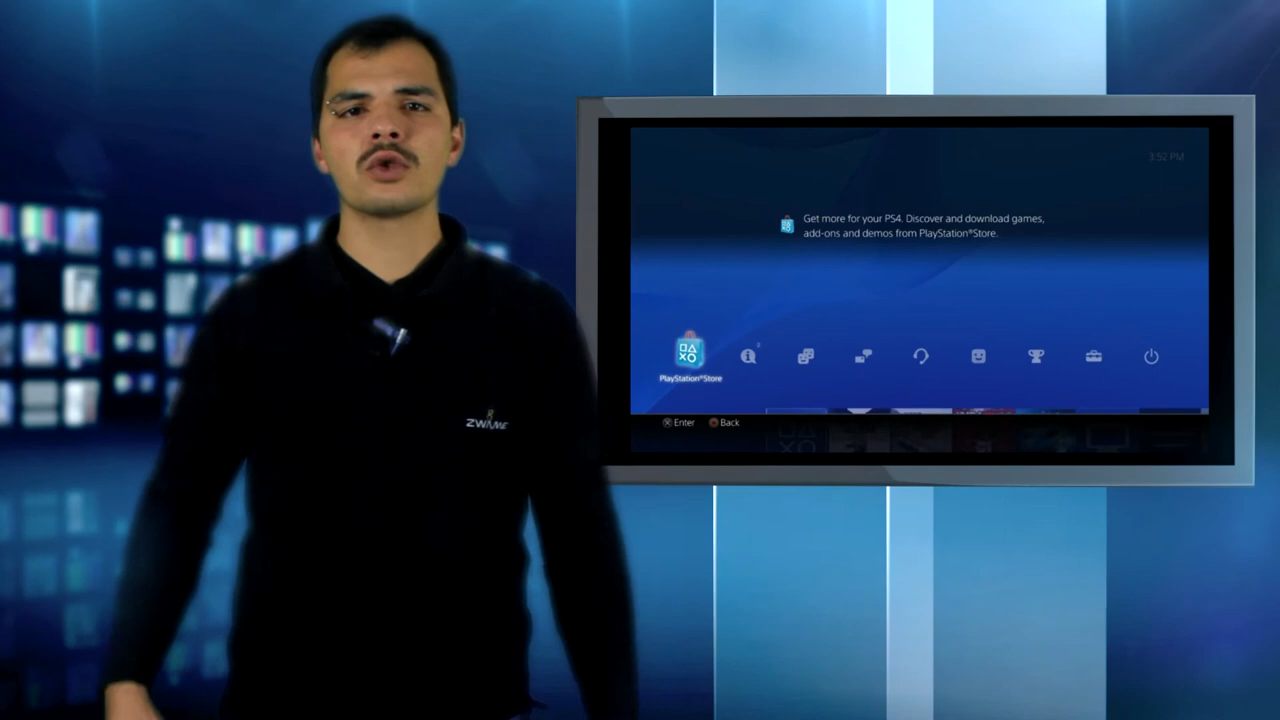 3:52 PM
Get more for your PS4. Discover and download games,
add-ons and demos from PlayStation®Store.
2
PlayStation®Store
Enter
Back
ZWAME